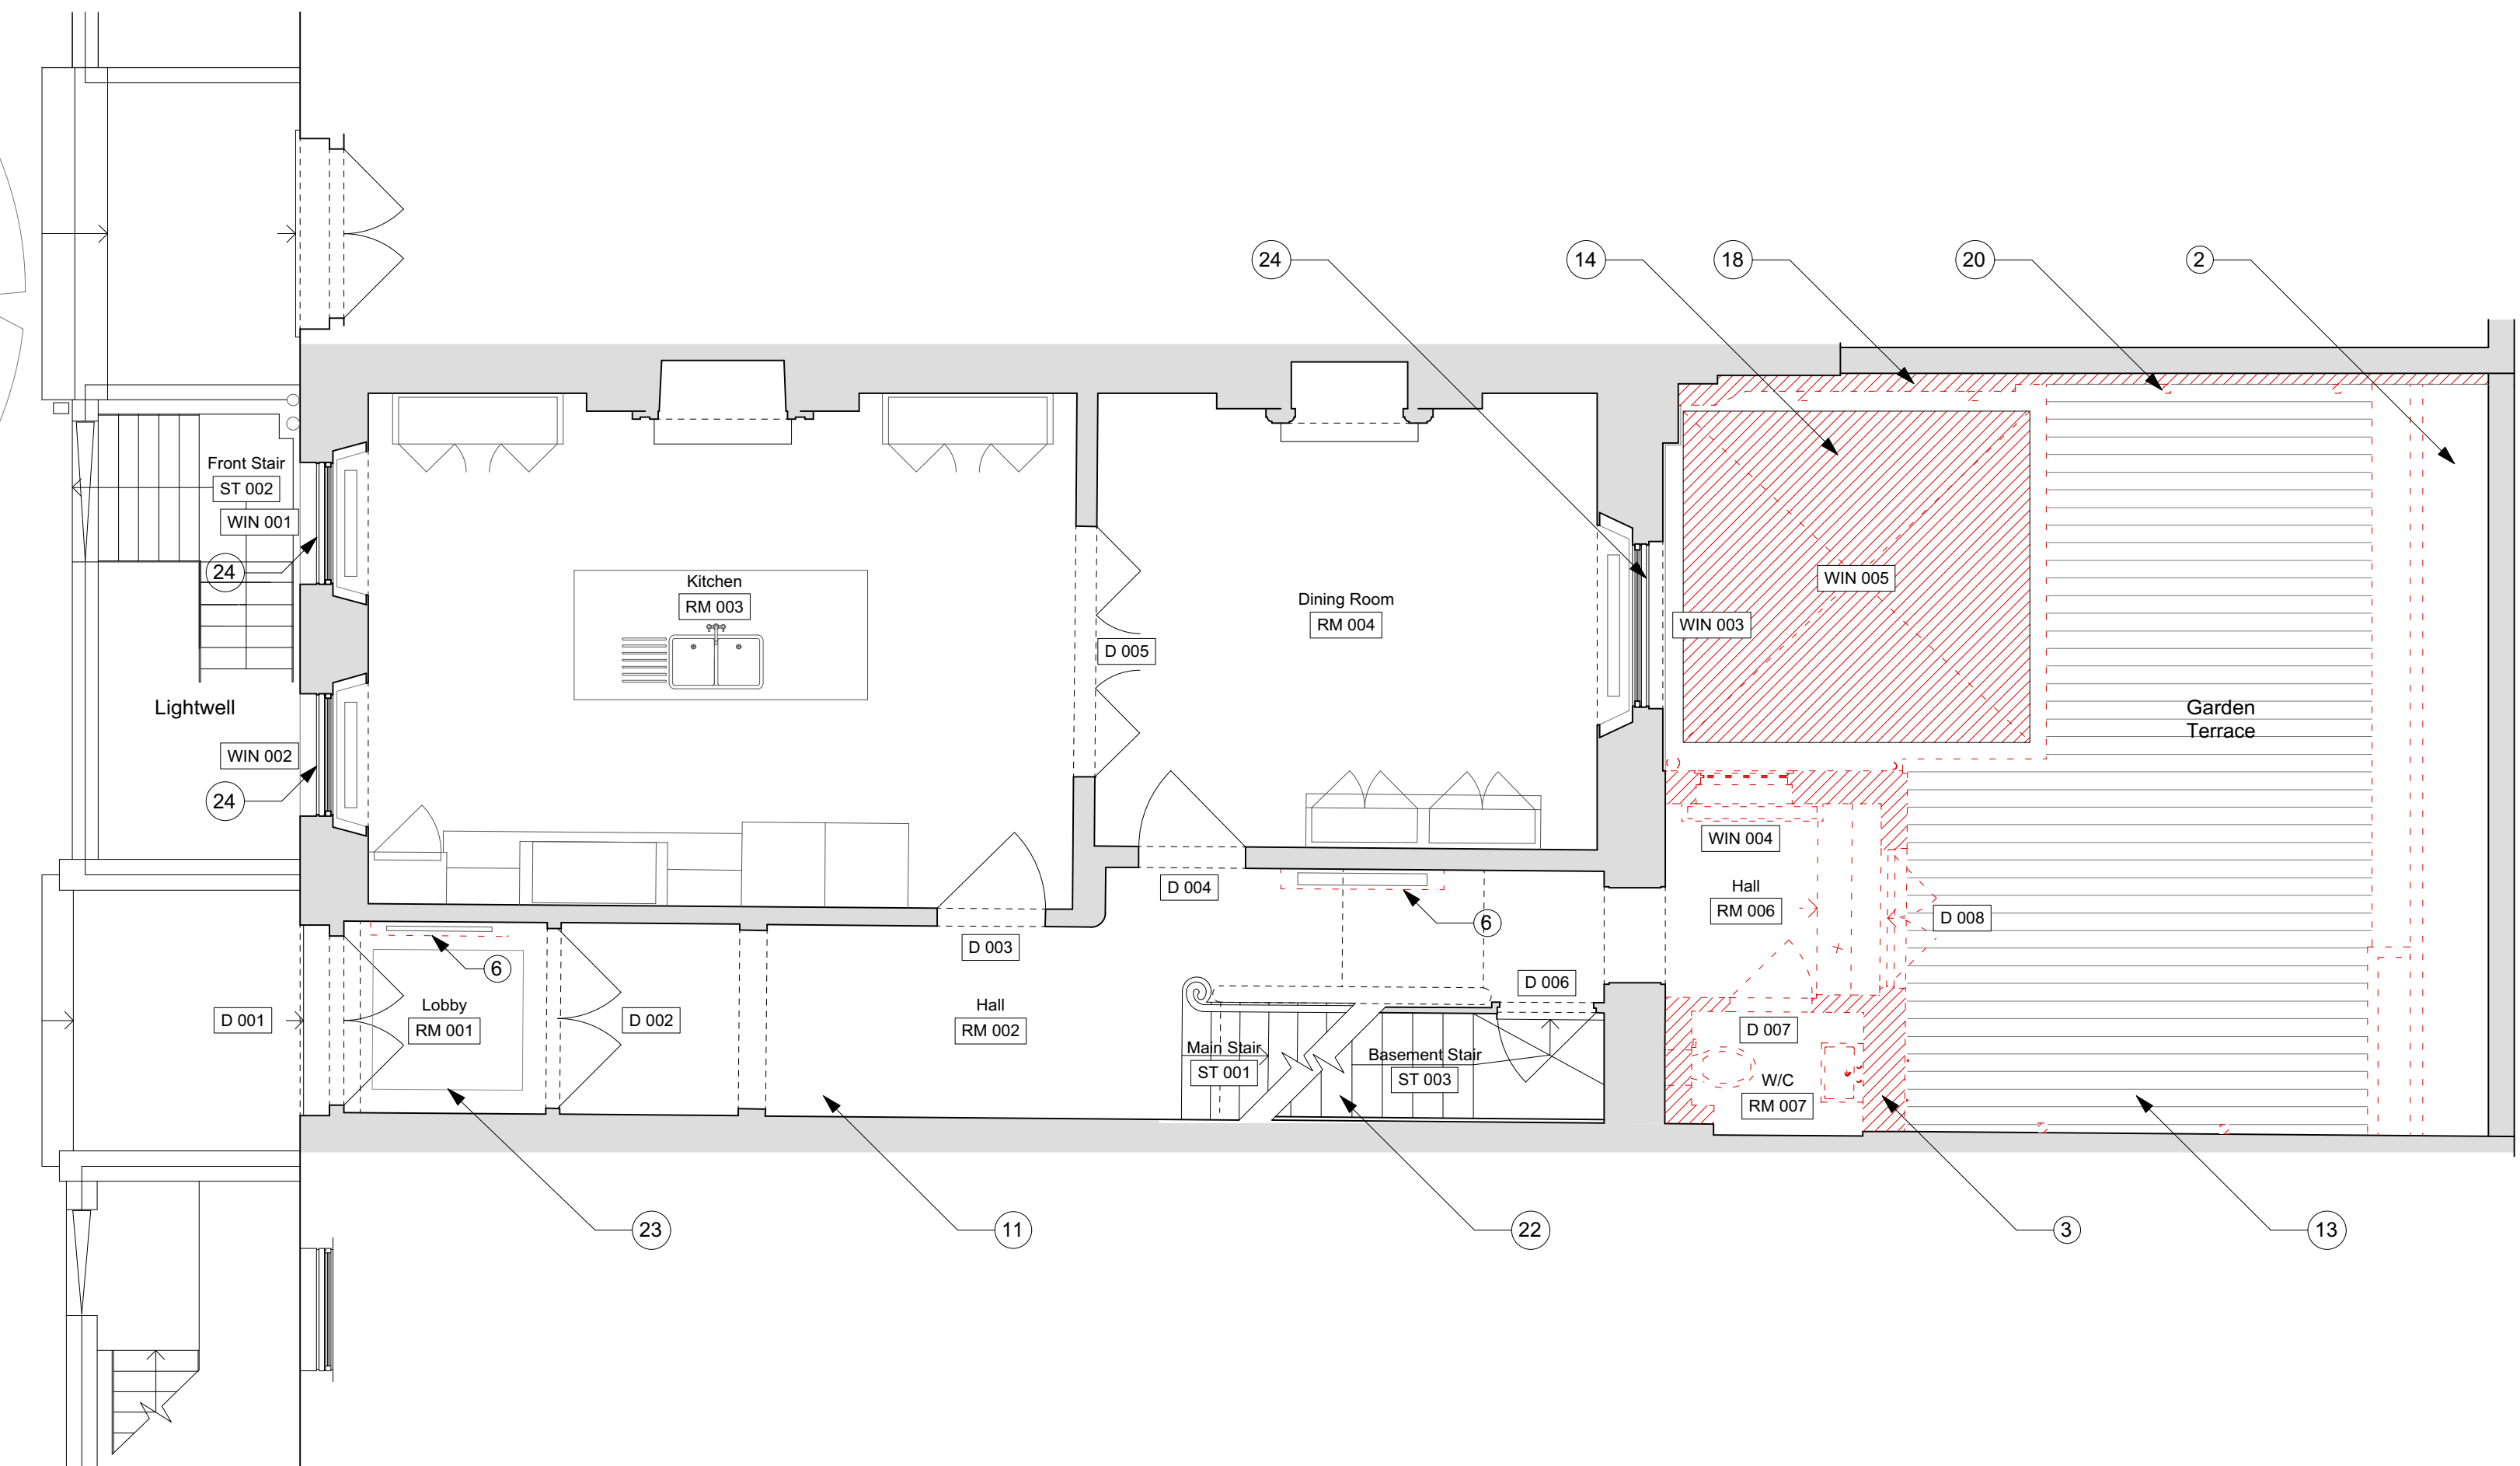 24
14
18
20
2
Front Stair
ST 002
WIN 001
24
Kitchen
RM 003
Dining Room
RM 004
WIN 005
WIN 003
D 005
Lightwell
Garden
Terrace
WIN 002
24
WIN 004
D 004
Hall
RM 006
D 008
6
D 003
6
D 006
Lobby
RM 001
D 001
D 002
Hall
RM 002
D 007
Main Stair
ST 001
Basement Stair
ST 003
W/C
RM 007
23
11
22
3
13